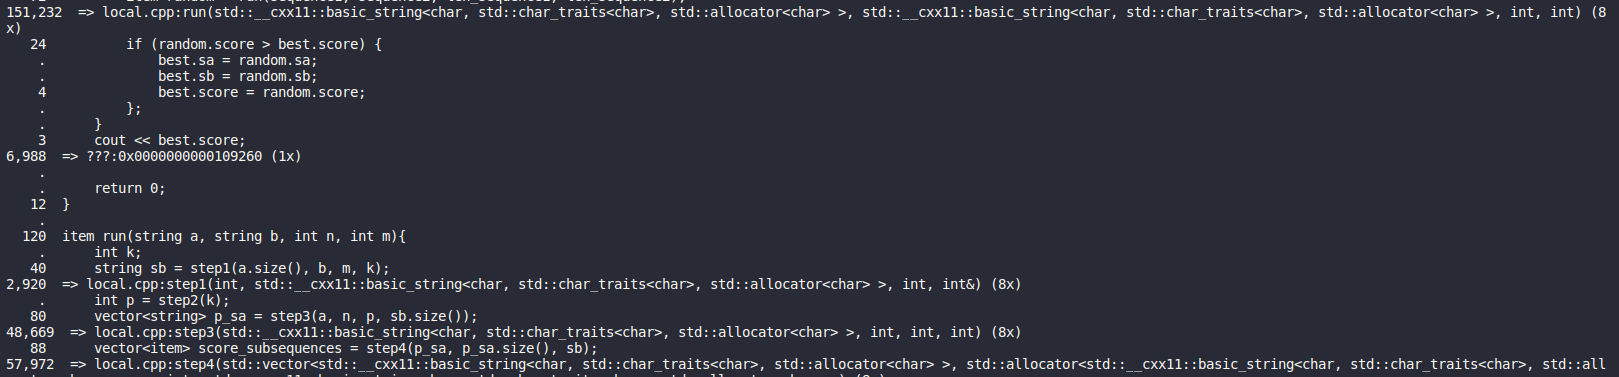 151,232  => local.cpp:run(std::__cxx11::basic_string<char, std::char_traits<char>, std::allocator<char> >, std::__cxx11::basic_string<char, std::char_traits<char>, std::allocator<char> >, int, int) (8
x)
   24          if (random.score > best.score) {
    .              best.sa = random.sa;
    .              best.sb = random.sb;
    4              best.score = random.score;
    .          };
    .      }
    3      cout << best.score;
6,988  => ???:0x0000000000109260 (1x)
    .
    .      return 0;
   12  }
    .
  120  item run(string a, string b, int n, int m){
    .      int k;
   40      string sb = step1(a.size(), b, m, k);
2,920  => local.cpp:step1(int, std::__cxx11::basic_string<char, std::char_traits<char>, std::allocator<char> >, int, int&) (8x)
    .      int p = step2(k);
   80      vector<string> p_sa = step3(a, n, p, sb.size());
48,669  => local.cpp:step3(std::__cxx11::basic_string<char, std::char_traits<char>, std::allocator<char> >, int, int, int) (8x)
   88      vector<item> score_subsequences = step4(p_sa, p_sa.size(), sb);
57,972  => local.cpp:step4(std::vector<std::__cxx11::basic_string<char, std::char_traits<char>, std::allocator<char> >, std::allocator<std::__cxx11::basic_string<char, std::char_traits<char>, std::all